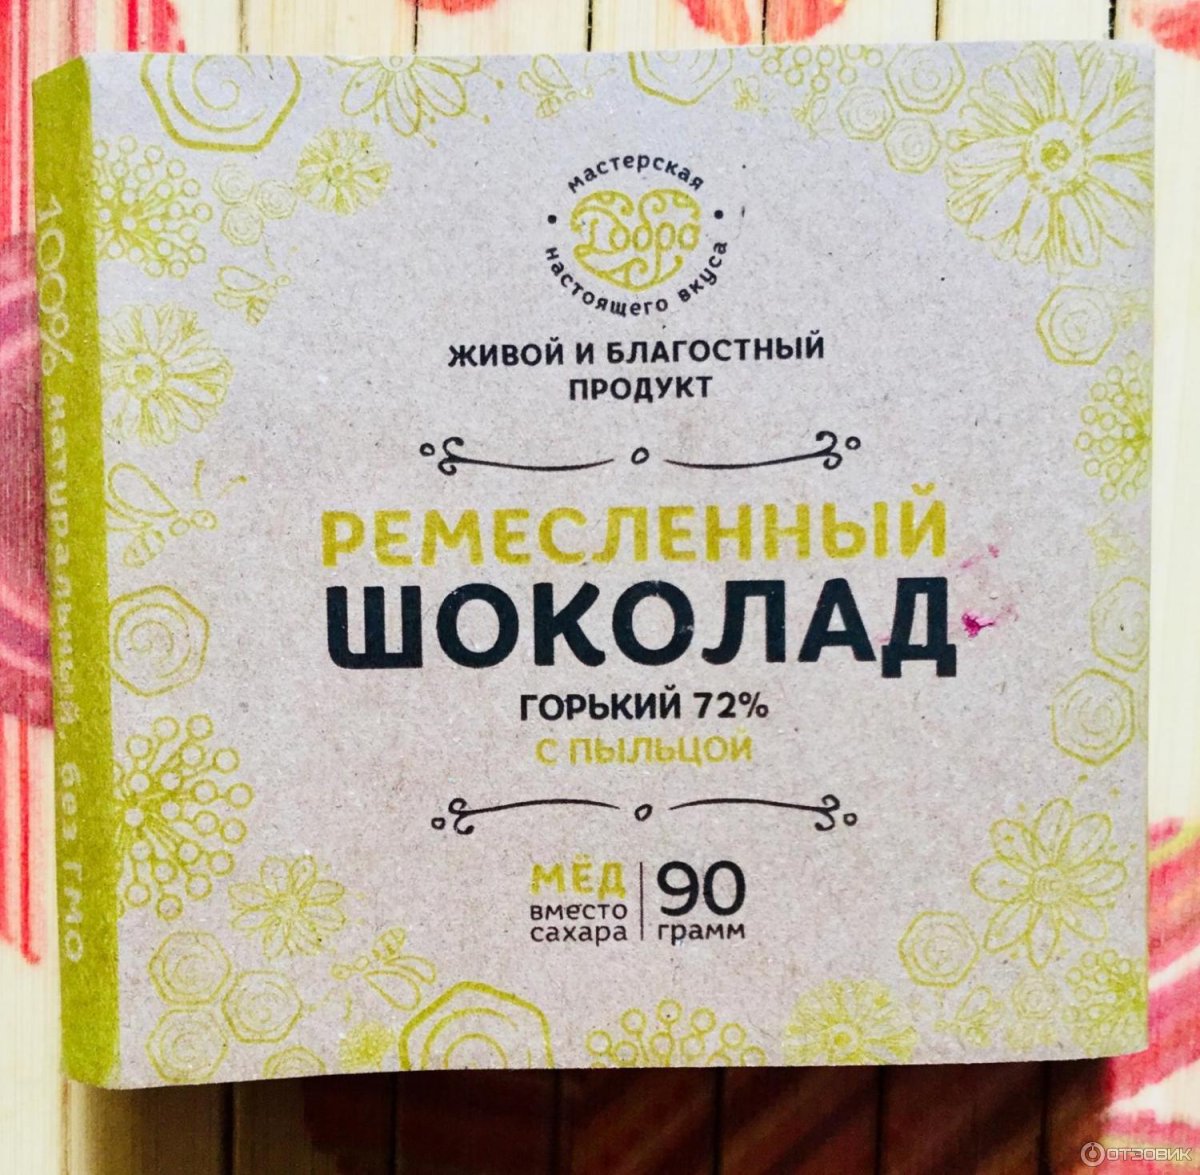 мастерская
Добро
настоящего вкуса
ЖИВОЙ И БЛАГОСТНЫЙ
ПРОДУКТ
РЕМЕСЛЕННЫЙ
ШОКОЛАД
ГОРЬКИЙ 72%
С ПЫЛЬЦОЙ
МЁД
вместо
сахара
90
грамм
100% натуральный, без ГМО
ОТЗОВИК